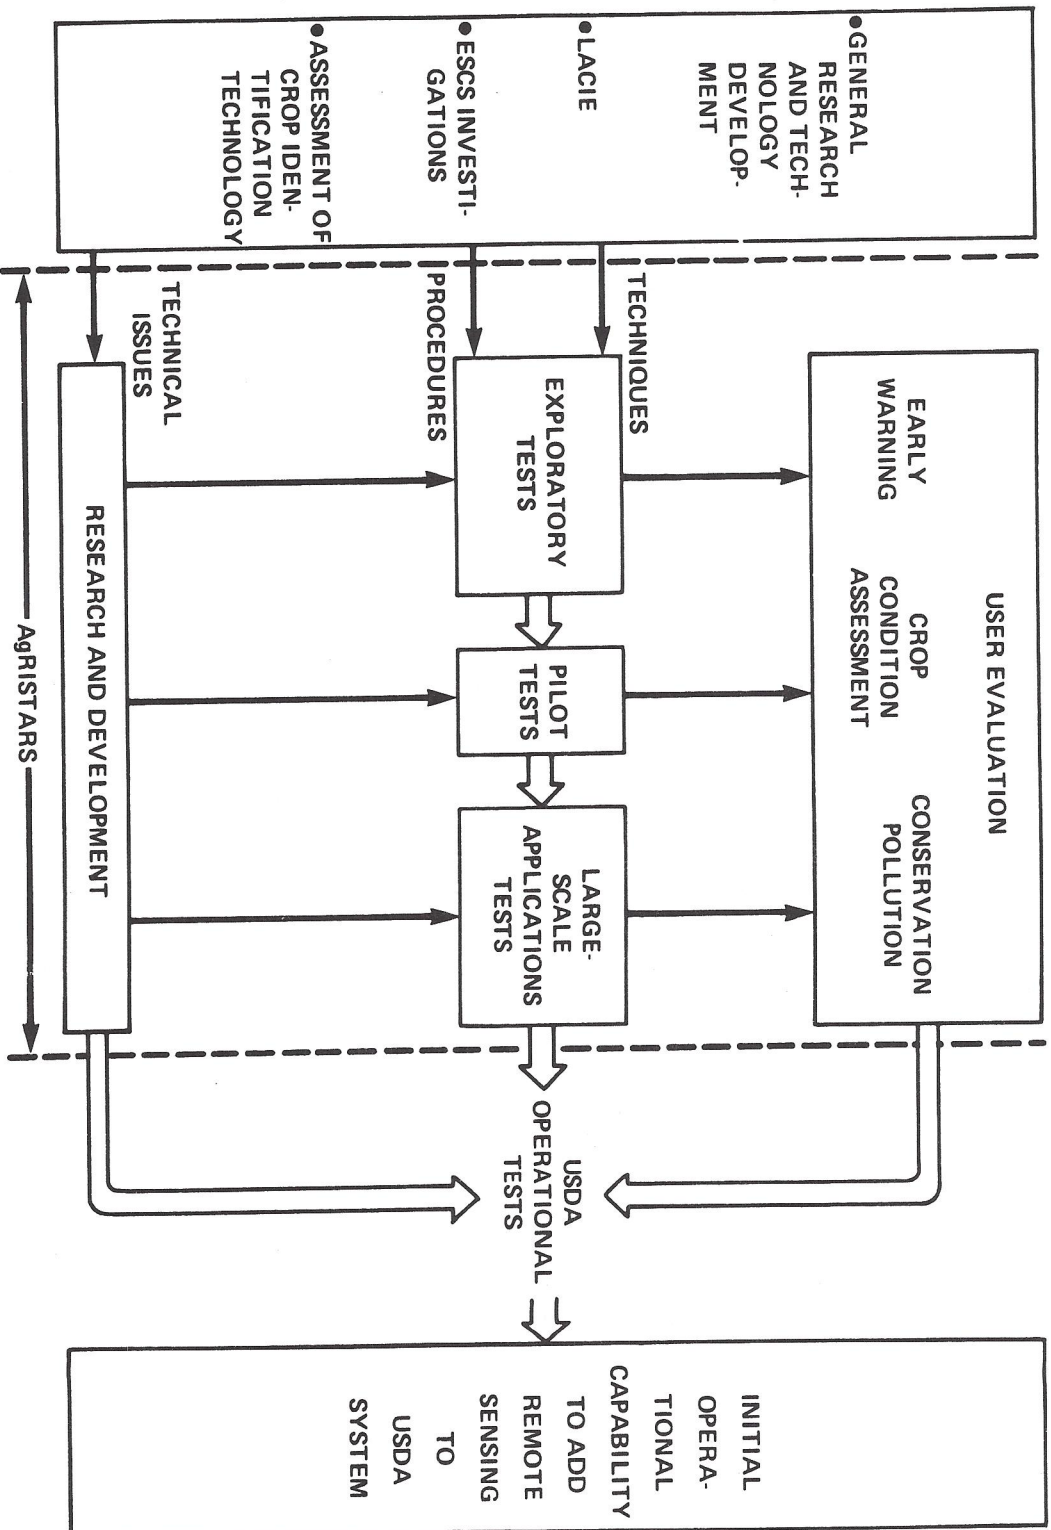 ●GENERAL
RESEARCH
AND TECH-
NOLOGY
DEVELOP-
MENT
●LACIE
●ESCS INVESTI-
GATIONS
●ASSESSMENT OF
CROP IDEN-
TIFICATION
TECHNOLOGY
TECHNIQUES
PROCEDURES
TECHNICAL
ISSUES
USER EVALUATION
EARLY
WARNING
CROP
CONDITION
ASSESSMENT
CONSERVATION
POLLUTION
EXPLORATORY
TESTS
PILOT
TESTS
LARGE-
SCALE
APPLICATIONS
TESTS
RESEARCH AND DEVELOPMENT
AgRISTARS
USDA
OPERATIONAL
TESTS
INITIAL
OPERA-
TIONAL
CAPABILITY
TO ADD
REMOTE
SENSING
TO
USDA
SYSTEM